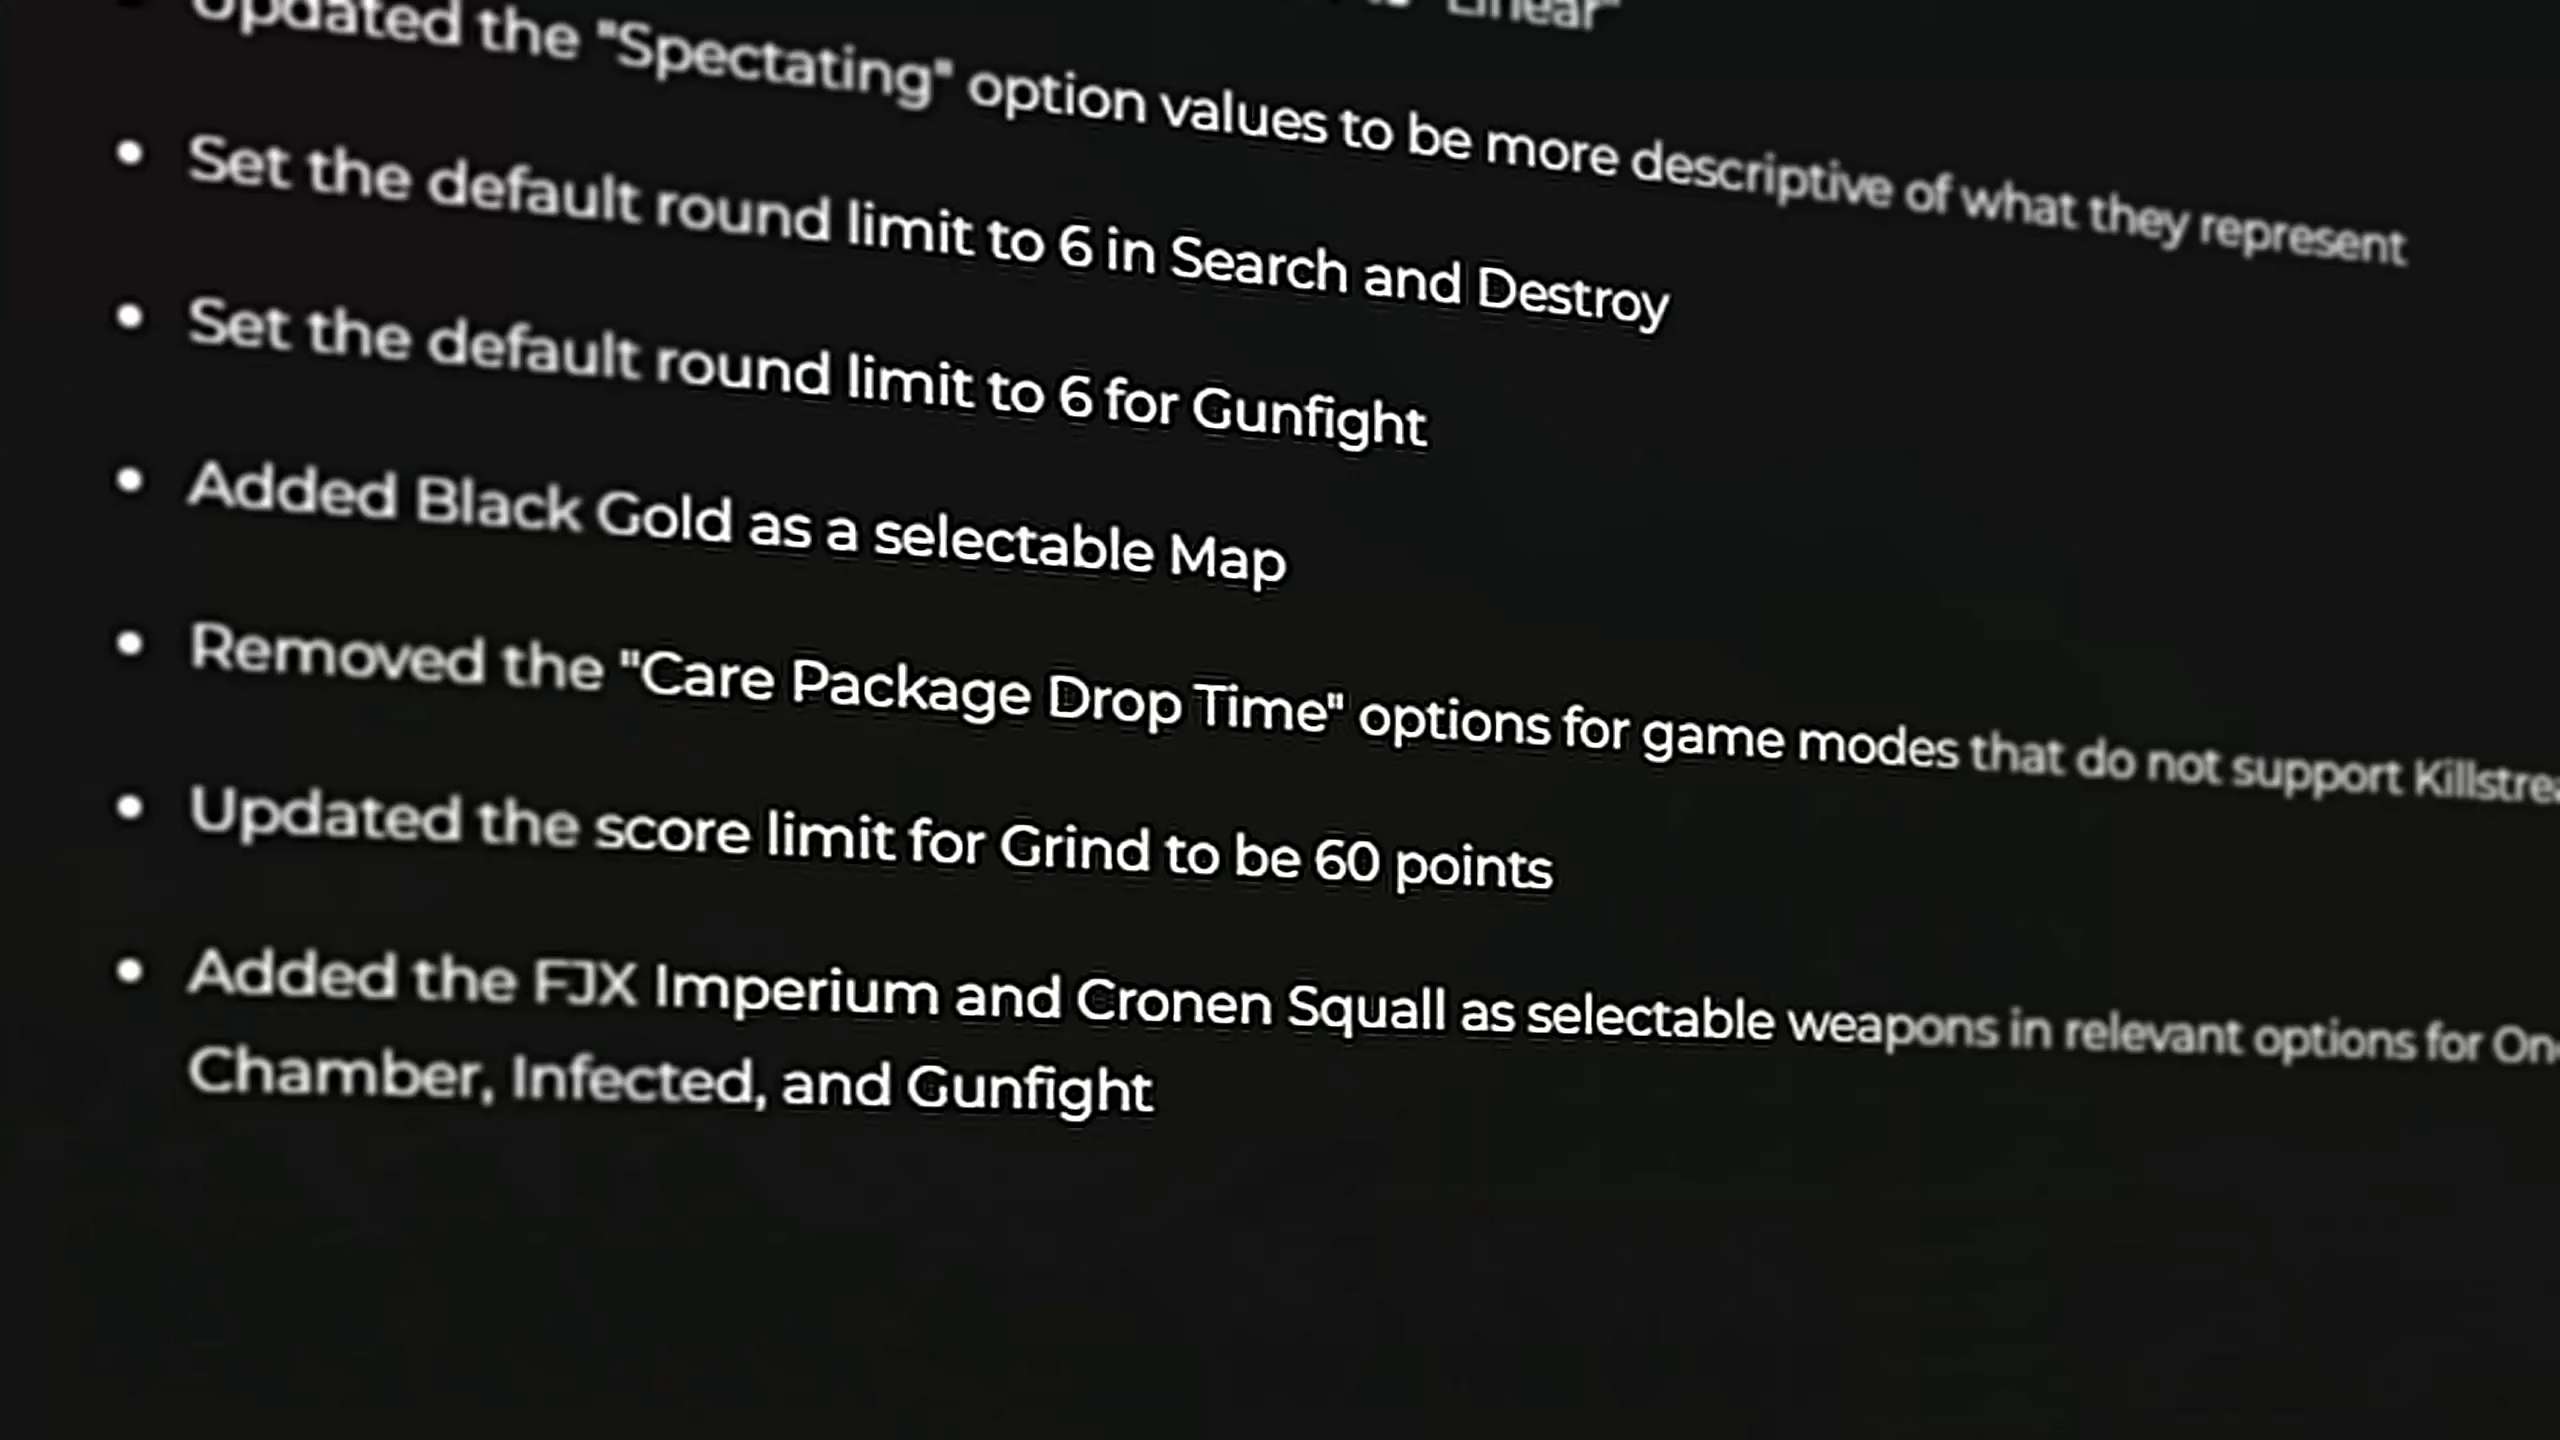 "Linear"
Updated the "Spectating" option values to be more descriptive of what they represent
• Set the default round limit to 6 in Search and Destroy
• Set the default round limit to 6 for Gunfight
• Added Black Gold as a selectable Map
• Removed the "Care Package Drop Time" options for game modes that do not support
• Updated the score limit for Grind to be 60 points
• Added the FJX Imperium and Cronen Squall as selectable weapons in relevant options for
Chamber, Infected, and Gunfight